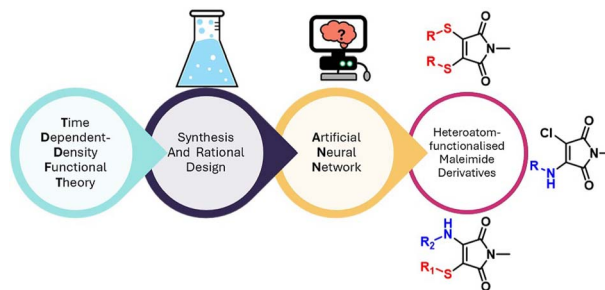 Time
Dependent-
Density
Functional
Theory
Synthesis
And Rational
Design
?
Artificial
Neural
Network
Heteroatom-
functionalised
Maleimide
Derivatives
R
S
O
N
R
S
O
Cl
O
N
R
N
H
O
H
R2
N
O
N
R1
S
O